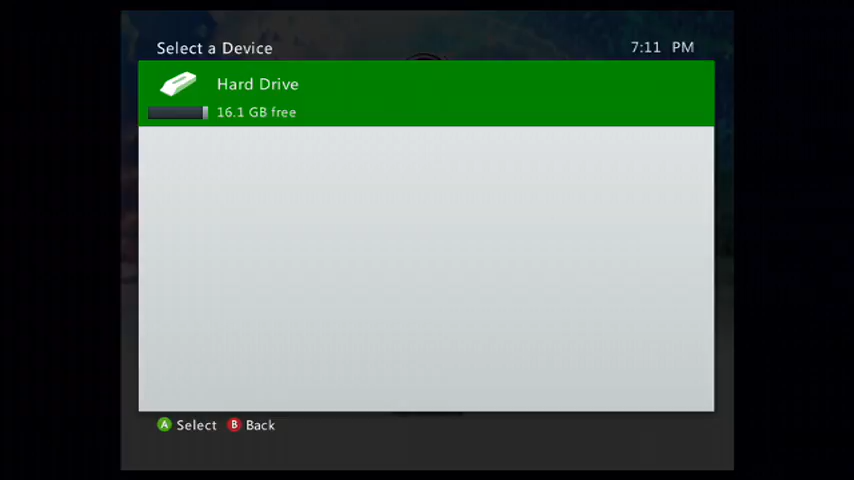 Select a Device
7:11 PM
Hard Drive
16.1 GB free
A Select B Back